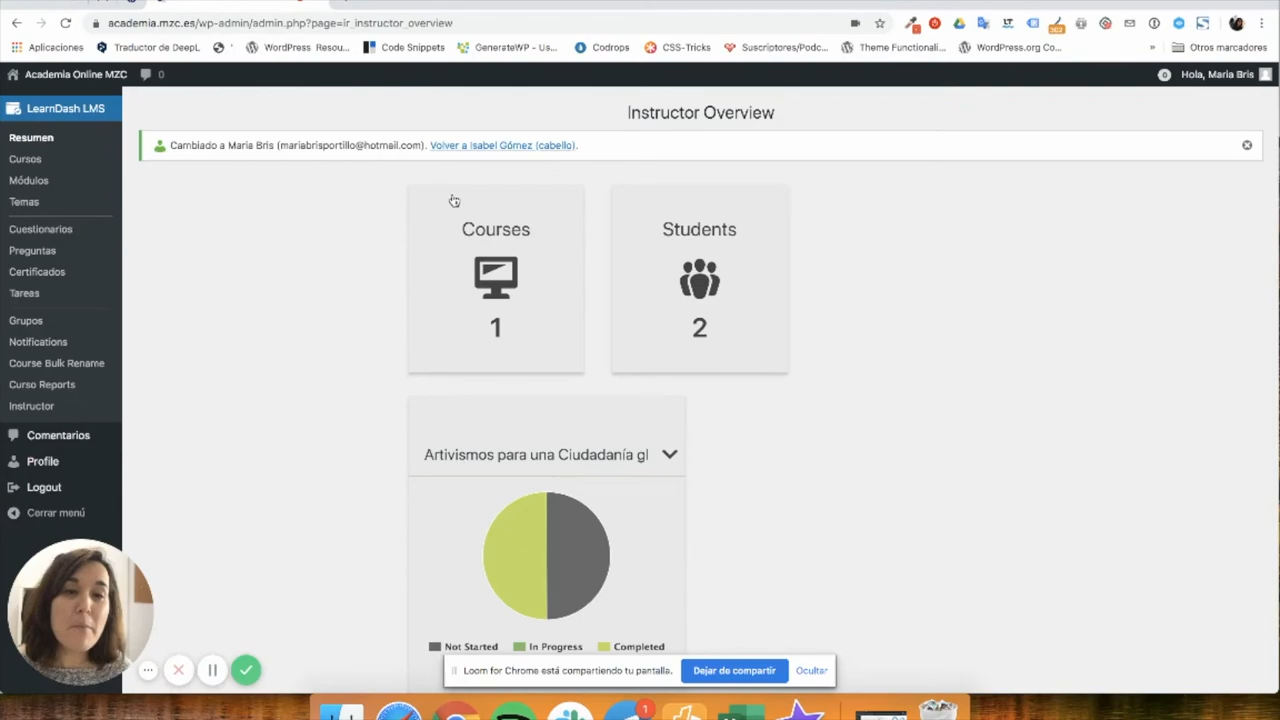 academia.mzc.es/wp-admin/admin.php?page=ir_instructor_overview
Aplicaciones
Traductor de DeepL
WordPress Resou...
Code Snippets
GenerateWP - Us...
Codrops
CSS-Tricks
Suscriptores/Podc...
Theme Functionali...
WordPress.org Co...
»
Otros marcadores
Academia Online MZC
0
0
Hola, Maria Bris
LearnDash LMS
Resumen
Cursos
Módulos
Temas
Cuestionarios
Preguntas
Certificados
Tareas
Grupos
Notifications
Course Bulk Rename
Curso Reports
Instructor
Comentarios
Profile
Logout
Cerrar menú
Instructor Overview
Cambiado a Maria Bris (mariabrisportillo@hotmail.com). Volver a Isabel Gómez (cabello).
Courses
1
Students
2
Artivismos para una Ciudadanía gl
Not Started
In Progress
Completed
Loom for Chrome está compartiendo tu pantalla.
Dejar de compartir
Ocultar
1